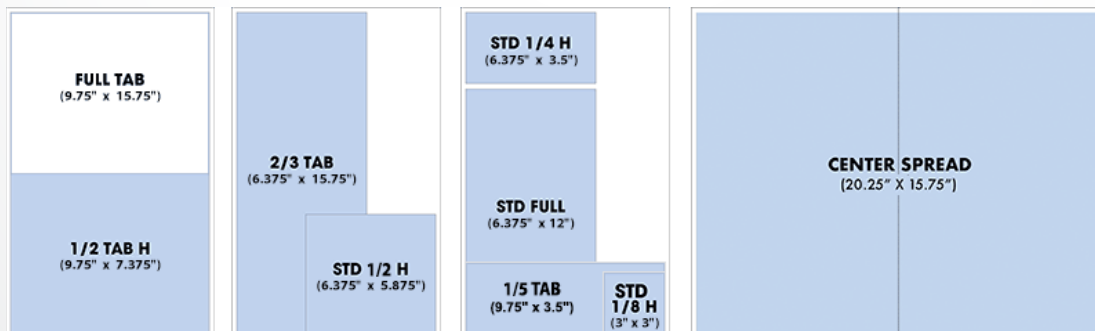 FULL TAB
(9.75" x 15.75")
1/2 TAB H
(9.75" x 7.375")
2/3 TAB
(6.375" x 15.75")
STD 1/2 H
(6.375" x 5.875")
STD 1/4 H
(6.375" x 3.5")
STD FULL
(6.375" x 12")
1/5 TAB
(9.75" x 3.5")
STD
1/8 H
(3" x 3")
CENTER SPREAD
(20.25" X 15.75")